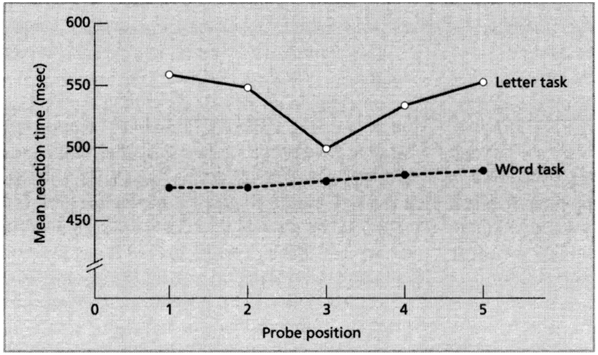 600
550
500
450
Mean reaction time (msec)
Letter task
Word task
0 1 2 3 4 5
Probe position